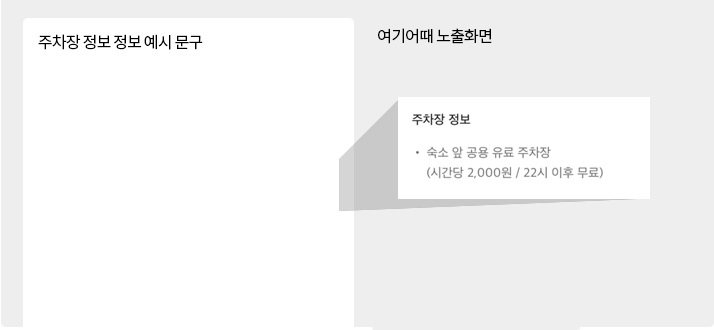 주차장 정보 정보 예시 문구
여기어때 노출화면
주차장 정보
• 숙소 앞 공용 유료 주차장
(시간당 2,000원 / 22시 이후 무료)